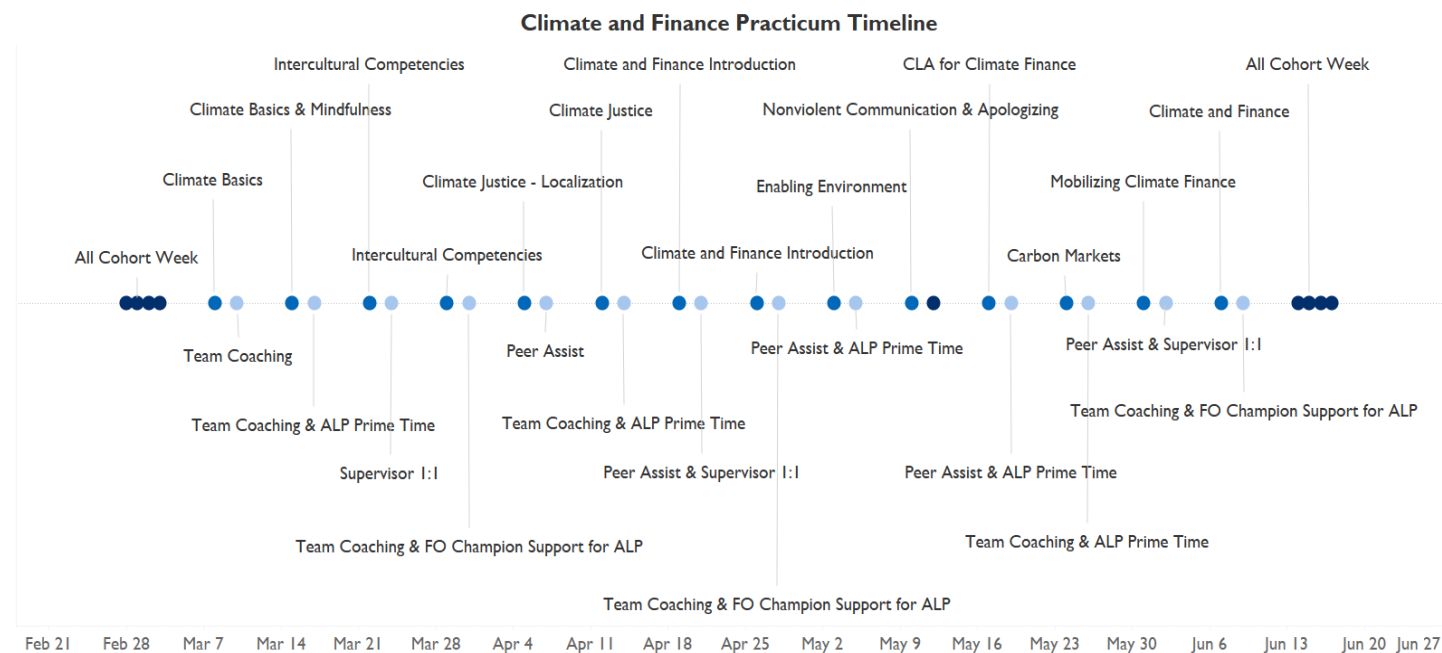 Climate and Finance Practicum Timeline
Intercultural Competencies
Climate and Finance Introduction
CLA for Climate Finance
All Cohort Week
Climate Basics & Mindfulness
Climate Justice
Nonviolent Communication & Apologizing
Climate and Finance
Climate Basics
Climate Justice - Localization
Enabling Environment
Mobilizing Climate Finance
All Cohort Week
Intercultural Competencies
Climate and Finance Introduction
Carbon Markets
Team Coaching
Peer Assist
Peer Assist & ALP Prime Time
Peer Assist & Supervisor 1:1
Team Coaching & ALP Prime Time
Team Coaching & ALP Prime Time
Team Coaching & FO Champion Support for ALP
Supervisor 1:1
Peer Assist & Supervisor 1:1
Peer Assist & ALP Prime Time
Team Coaching & FO Champion Support for ALP
Team Coaching & ALP Prime Time
Team Coaching & FO Champion Support for ALP
Feb 21 Feb 28 Mar 7 Mar 14 Mar 21 Mar 28 Apr 4 Apr 11 Apr 18 Apr 25 May 2 May 9 May 16 May 23 May 30 Jun 6 Jun 13 Jun 20 Jun 27